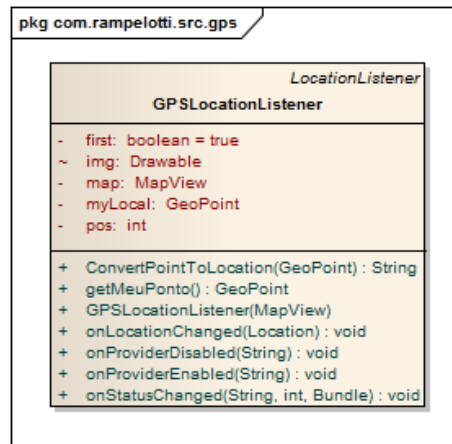 pkg com.rampelotti.src.gps
LocationListener
GPSLocationListener
- first: boolean = true
~ img: Drawable
- map: MapView
- myLocal: GeoPoint
- pos: int
+ ConvertPointToLocation(GeoPoint) : String
+ getMeuPonto() : GeoPoint
+ GPSLocationListener(MapView)
+ onLocationChanged(Location) : void
+ onProviderDisabled(String) : void
+ onProviderEnabled(String) : void
+ onStatusChanged(String, int, Bundle) : void